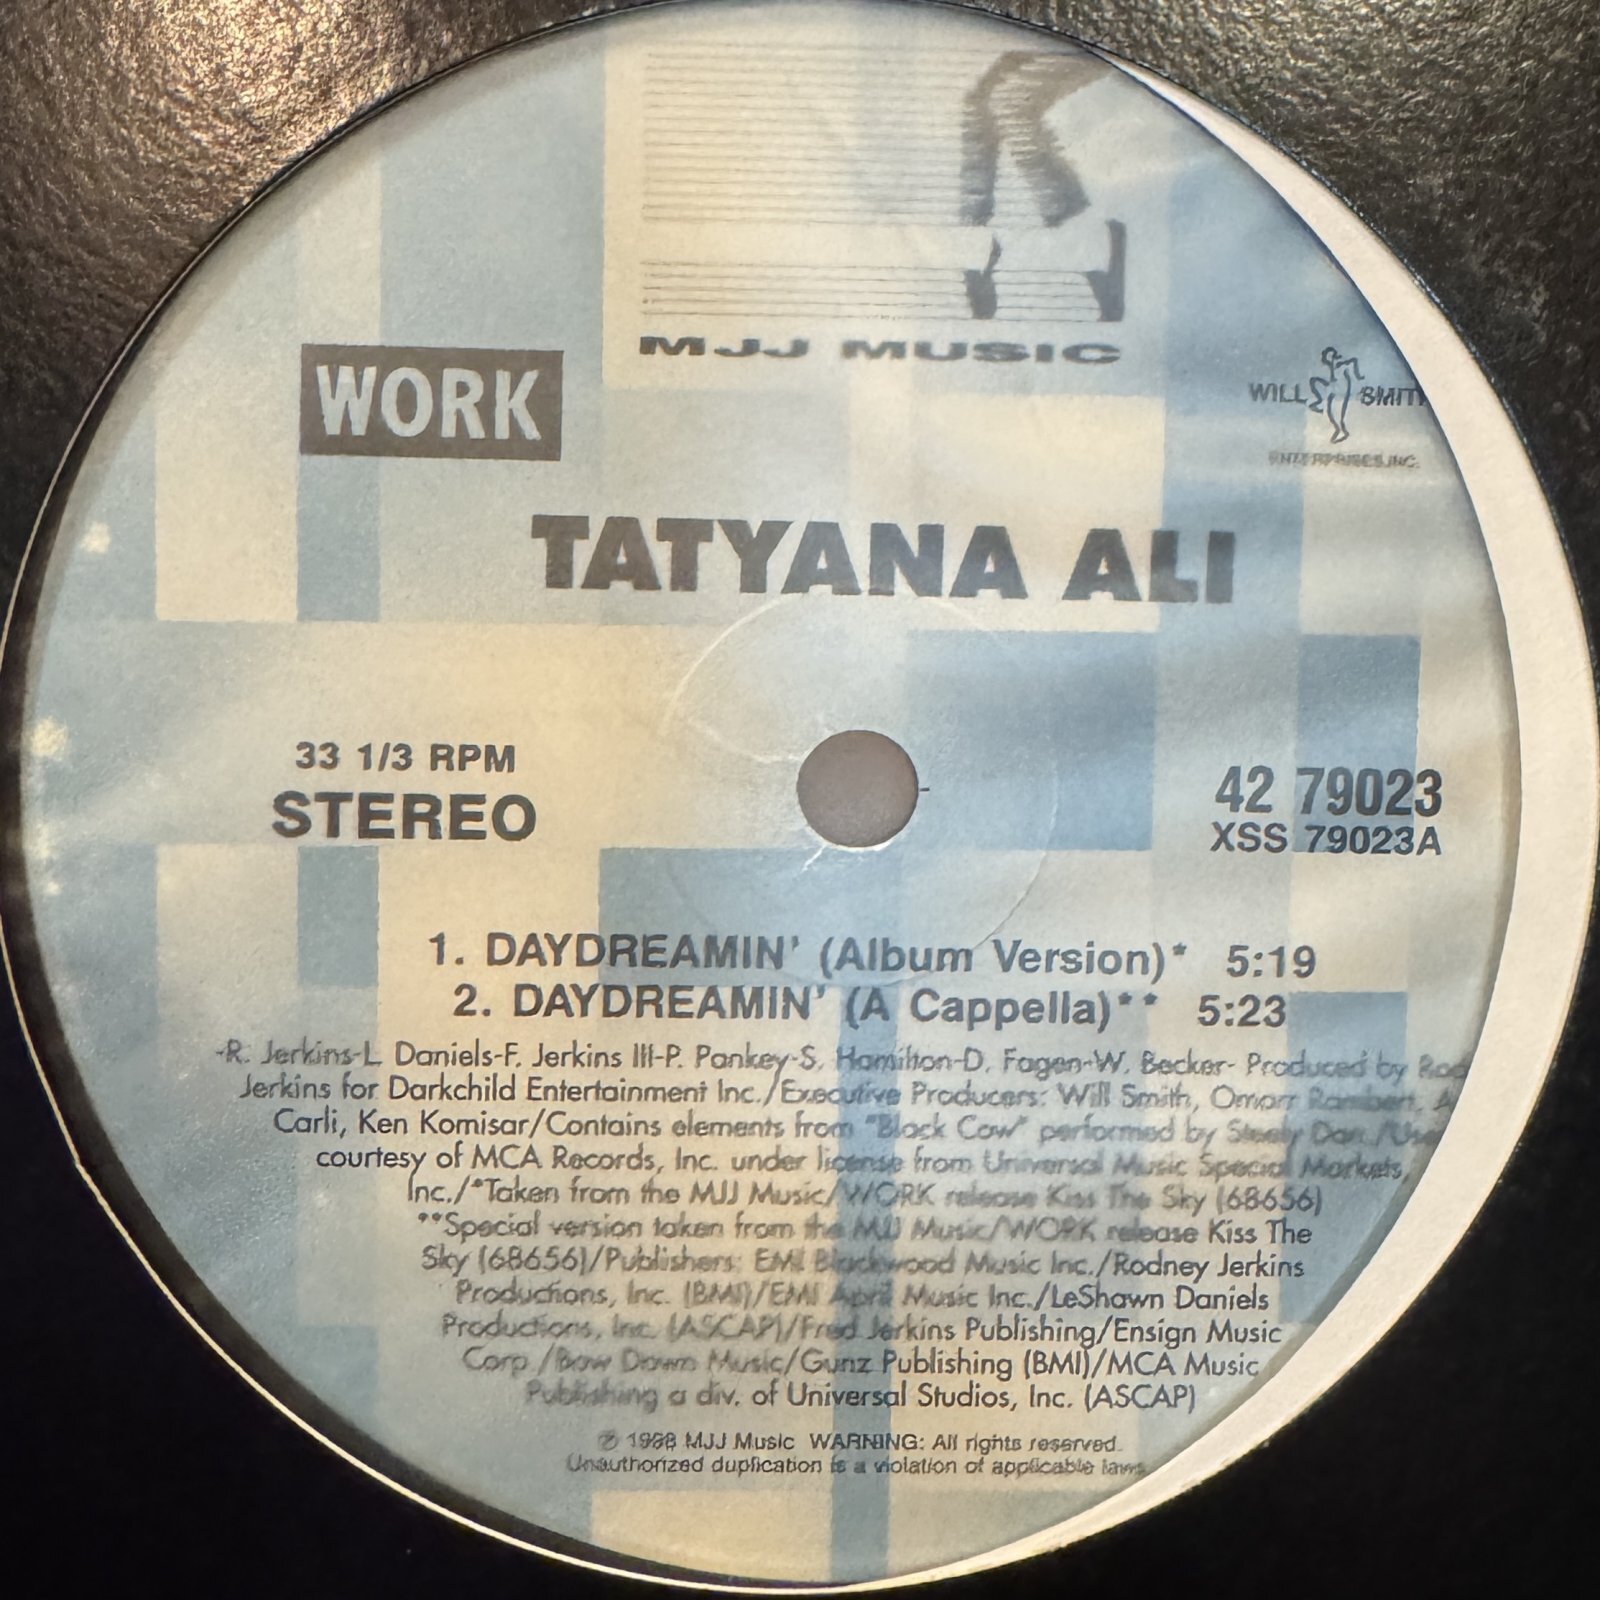 MJJ MUSIC
WORK
WILL SMITH
ENTERPRISES, INC.
TATYANA ALI
33 1/3 RPM
STEREO
42 79023
XSS 79023A
1. DAYDREAMIN' (Album Version)* 5:19
2. DAYDREAMIN' (A Cappella)** 5:23
-R. Jerkins-L. Daniels-F. Jerkins III-P. Pankey-S. Hamilton-D. Fagen-W. Becker- Produced by
Jerkins for Darkchild Entertainment Inc./Executive Producers: Will Smith, Omarr Rambert,
Carli, Ken Komisar/Contains elements from "Black Cow" performed by Steely Dan./
courtesy of MCA Records, Inc. under license from Universal Music Special Markets,
Inc./*Taken from the MJJ Music/WORK release Kiss The Sky (68656)
**Special version taken from the MJJ Music/WORK release Kiss The
Sky (68656)/Publishers: EMI Blackwood Music Inc./Rodney Jerkins
Productions, Inc. (BMI)/EMI April Music Inc./LeShawn Daniels
Productions, Inc. (ASCAP)/Fred Jerkins Publishing/Ensign Music
Corp./Bow Down Music/Gunz Publishing (BMI)/MCA Music
Publishing a div. of Universal Studios, Inc. (ASCAP)
℗ 1998 MJJ Music WARNING: All rights reserved.
Unauthorized duplication is a violation of applicable laws.